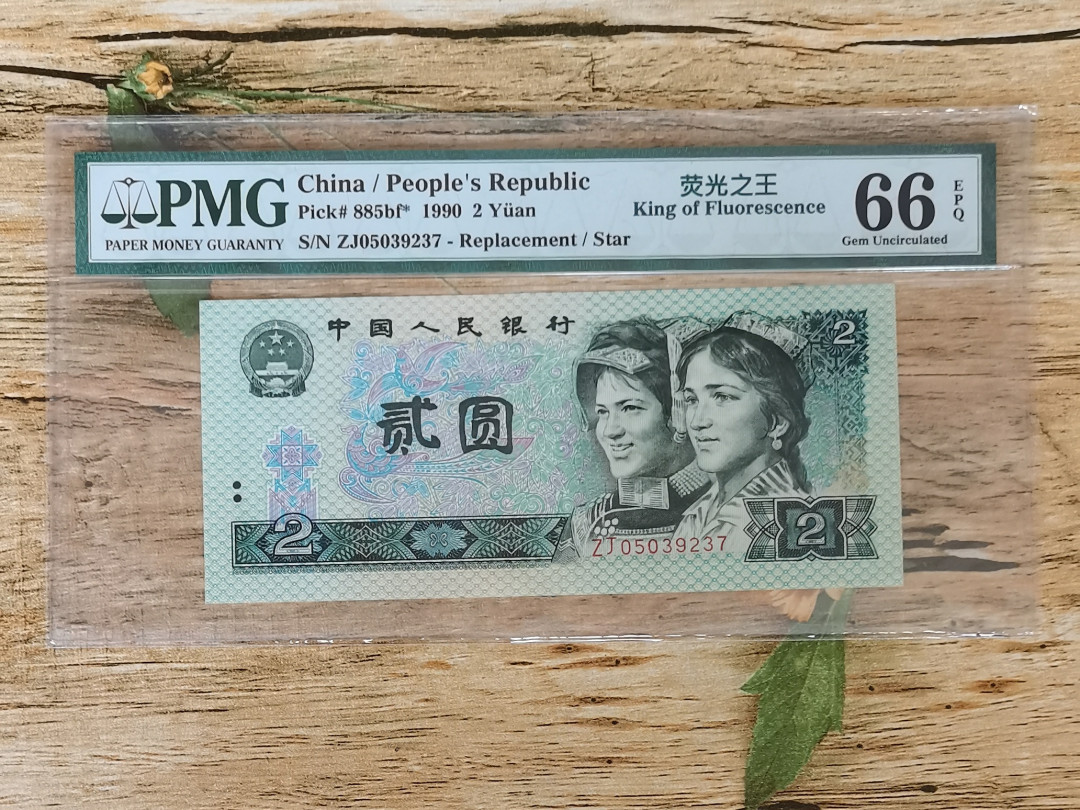 PMG
PAPER MONEY GUARANTY
China / People's Republic
Pick# 885bf* 1990 2 Yüan
S/N ZJ05039237 - Replacement / Star
荧光之王
King of Fluorescence
66
EPQ
Gem Uncirculated
中国人民银行
2
贰圆
2
ZJ05039237
2